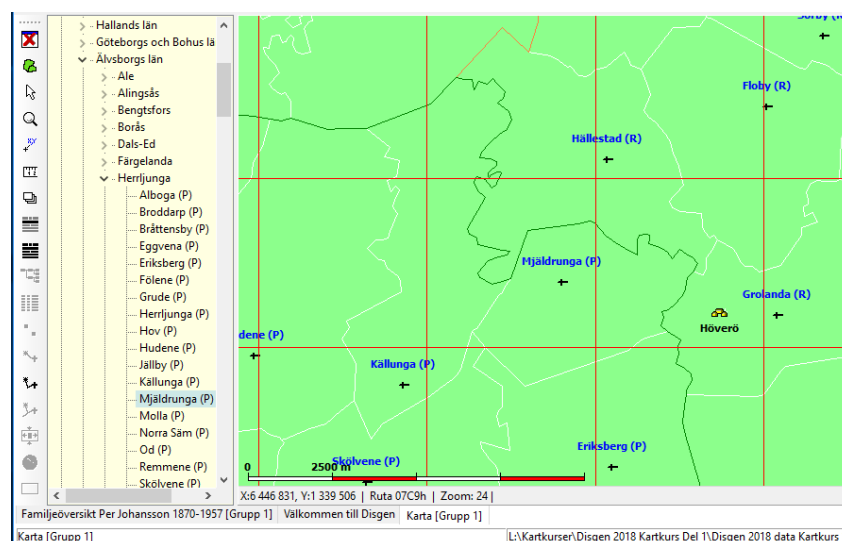 Hallands län
Göteborgs och Bohus lä
Älvsborgs län
Ale
Alingsås
Bengtsfors
Borås
Dals-Ed
Färgelanda
Herrljunga
Alboga (P)
Broddarp (P)
Bråttensby (P)
Eggvena (P)
Eriksberg (P)
Fölene (P)
Grude (P)
Herrljunga (P)
Hov (P)
Hudene (P)
Jällby (P)
Källunga (P)
Mjäldrunga (P)
Molla (P)
Norra Säm (P)
Od (P)
Remmene (P)
Skölvene (P)
XY
Sörby (R)
Floby (R)
Hällestad (R)
Mjäldrunga (P)
Grolanda (R)
Höverö
dene (P)
Källunga (P)
Eriksberg (P)
Skölvene (P)
0 2500 m
X:6 446 831, Y:1 339 506 | Ruta 07C9h | Zoom: 24 |
Familjeöversikt Per Johansson 1870-1957 [Grupp 1] Välkommen till Disgen Karta [Grupp 1]
Karta [Grupp 1] L:\Kartkurser\Disgen 2018 Kartkurs Del 1\Disgen 2018 data Kartkurs